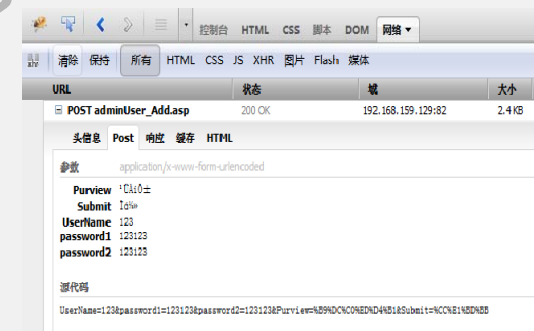 控制台 HTML CSS 脚本 DOM 网络
清除 保持 所有 HTML CSS JS XHR 图片 Flash 媒体
URL 状态 域 大小
POST adminUser_Add.asp 200 OK 192.168.159.129:82 2.4 KB
头信息 Post 响应 缓存 HTML
参数 application/x-www-form-urlencoded
Purview
Submit
UserName 123
password1 123123
password2 123123
源代码
UserName=123&password1=123123&password2=123123&Purview=%B9%DC%C0%ED%D4%B1&Submit=%CC%E1%BD%BB